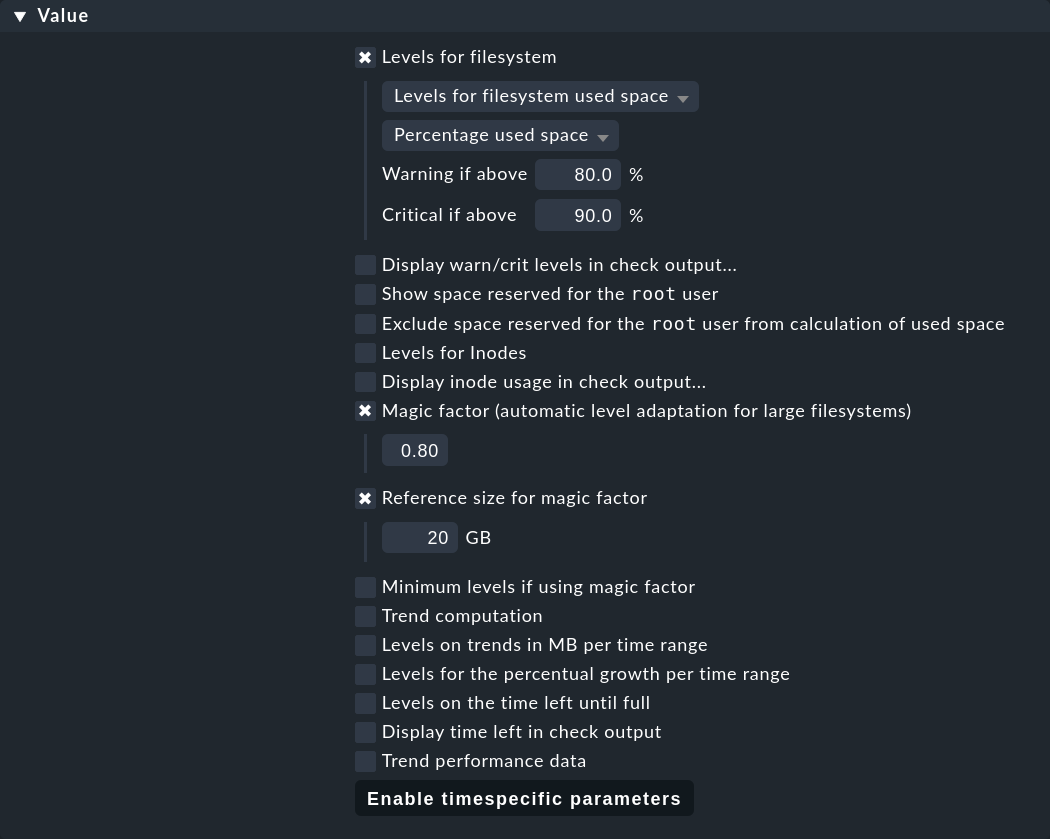 Value
Levels for filesystem
Levels for filesystem used space
Percentage used space
Warning if above 80.0 %
Critical if above 90.0 %
Display warn/crit levels in check output...
Show space reserved for the root user
Exclude space reserved for the root user from calculation of used space
Levels for Inodes
Display inode usage in check output...
Magic factor (automatic level adaptation for large filesystems)
0.80
Reference size for magic factor
20 GB
Minimum levels if using magic factor
Trend computation
Levels on trends in MB per time range
Levels for the percentual growth per time range
Levels on the time left until full
Display time left in check output
Trend performance data
Enable timespecific parameters